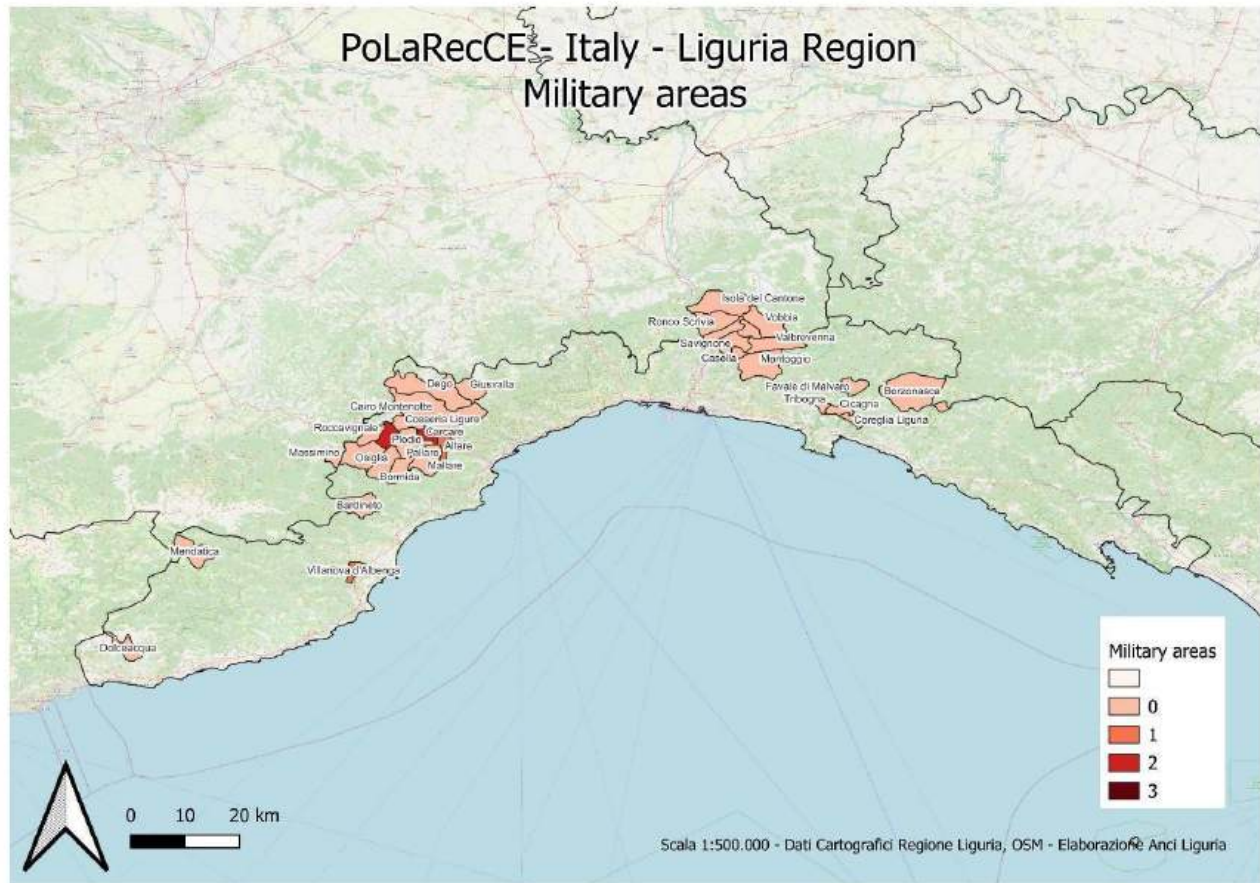 PoLaRecCE - Italy - Liguria Region
Military areas
Isola del Cantone
Ronco Scrivia
Vobbia
Valbrevenna
Savignone
Casella
Montoggio
Favale di Malvaro
Borzonasca
Tribogna
Cicagna
Coreglia Ligure
Dego
Giusvalla
Cairo Montenotte
Cosseria Ligure
Roccavignale
Carcare
Plodio
Altare
Massimino
Osiglia
Pallare
Mallare
Bormida
Bardineto
Mendatica
Villanova d'Albenga
Dolceacqua
Military areas
0
1
2
3
0 10 20 km
Scala 1:500.000 - Dati Cartografici Regione Liguria, OSM - Elaborazione Anci Liguria